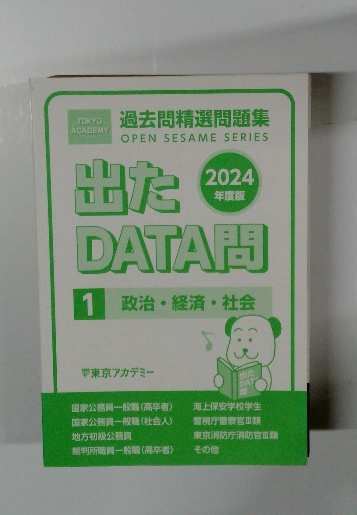 TOKYO
ACADEMY
過去問精選問題集
OPEN SESAME SERIES
出た
DATA問
2024
年度版
1 政治・経済・社会
東京アカデミー
出た
DATA
問
国家公務員一般職(高卒者)
国家公務員一般職(社会人)
地方初級公務員
裁判所職員一般職(高卒者)
海上保安学校学生
警視庁警察官Ⅲ類
東京消防庁消防官Ⅲ類
その他